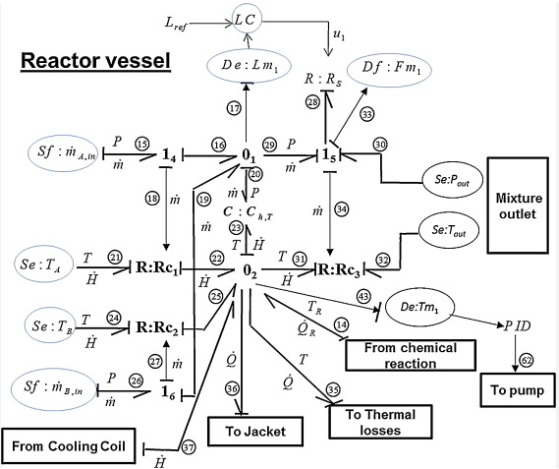 L_ref
LC
u_1
Reactor vessel
De : Lm_1
R : R_S
Df : Fm_1
17
28
33
Sf : ṁ_A,in
P
15
ṁ
1_4
16
0_1
29
P
ṁ
1_5
30
20
Se:P_out
Mixture outlet
18
ṁ
19
ṁ
ṁ P
C : C_h,T
23
ṁ
34
Se:T_out
T Ḣ
Se : T_A
T
21
Ḣ
R:Rc_1
22
Ḣ
0_2
T
31
Ḣ
R:Rc_3
32
25
43
De:Tm_1
Se : T_B
24
T
Ḣ
R:Rc_2
T_R
Q̇_R
14
PID
27
ṁ
From chemical reaction
62
Q̇
T
Q̇
Sf : ṁ_B,in
P
26
ṁ
1_6
36
35
To pump
To Jacket
To Thermal losses
From Cooling Coil
37
Ḣ